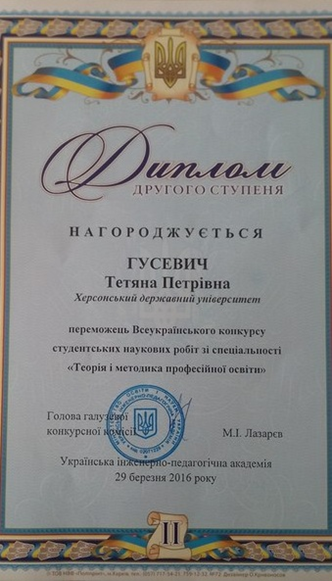 Диплом
ДРУГОГО СТУПЕНЯ
НАГОРОДЖУЄТЬСЯ
ГУСЕВИЧ
Тетяна Петрівна
Херсонський державний університет
переможець Всеукраїнського конкурсу
студентських наукових робіт зі спеціальності
«Теорія і методика професійної освіти»
Голова галузевої
конкурсної комісії
М.І. Лазарєв
Українська інженерно-педагогічна академія
29 березня 2016 року
II